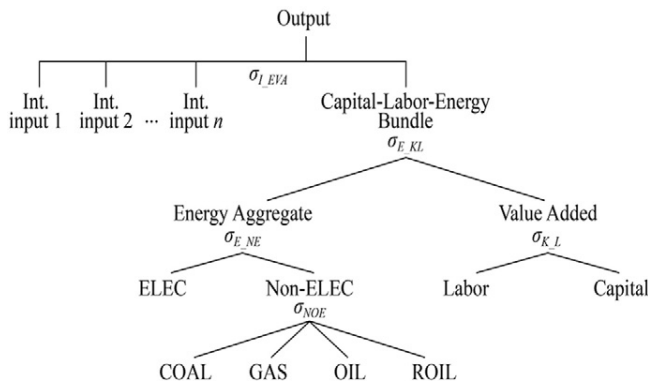 Output
σI_EVA
Int. input 1
Int. input 2
...
Int. input n
Capital-Labor-Energy
Bundle
σE_KL
Energy Aggregate
Value Added
σE_NE
σK_L
ELEC
Non-ELEC
Labor
Capital
σNOE
COAL
GAS
OIL
ROIL